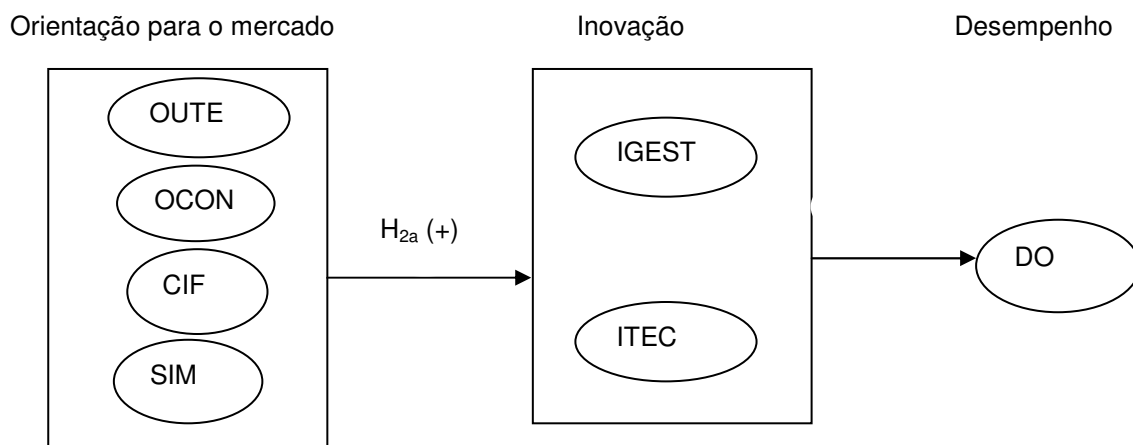 Orientação para o mercado
Inovação
Desempenho
OUTE
OCON
CIF
SIM
H2a (+)
IGEST
ITEC
DO